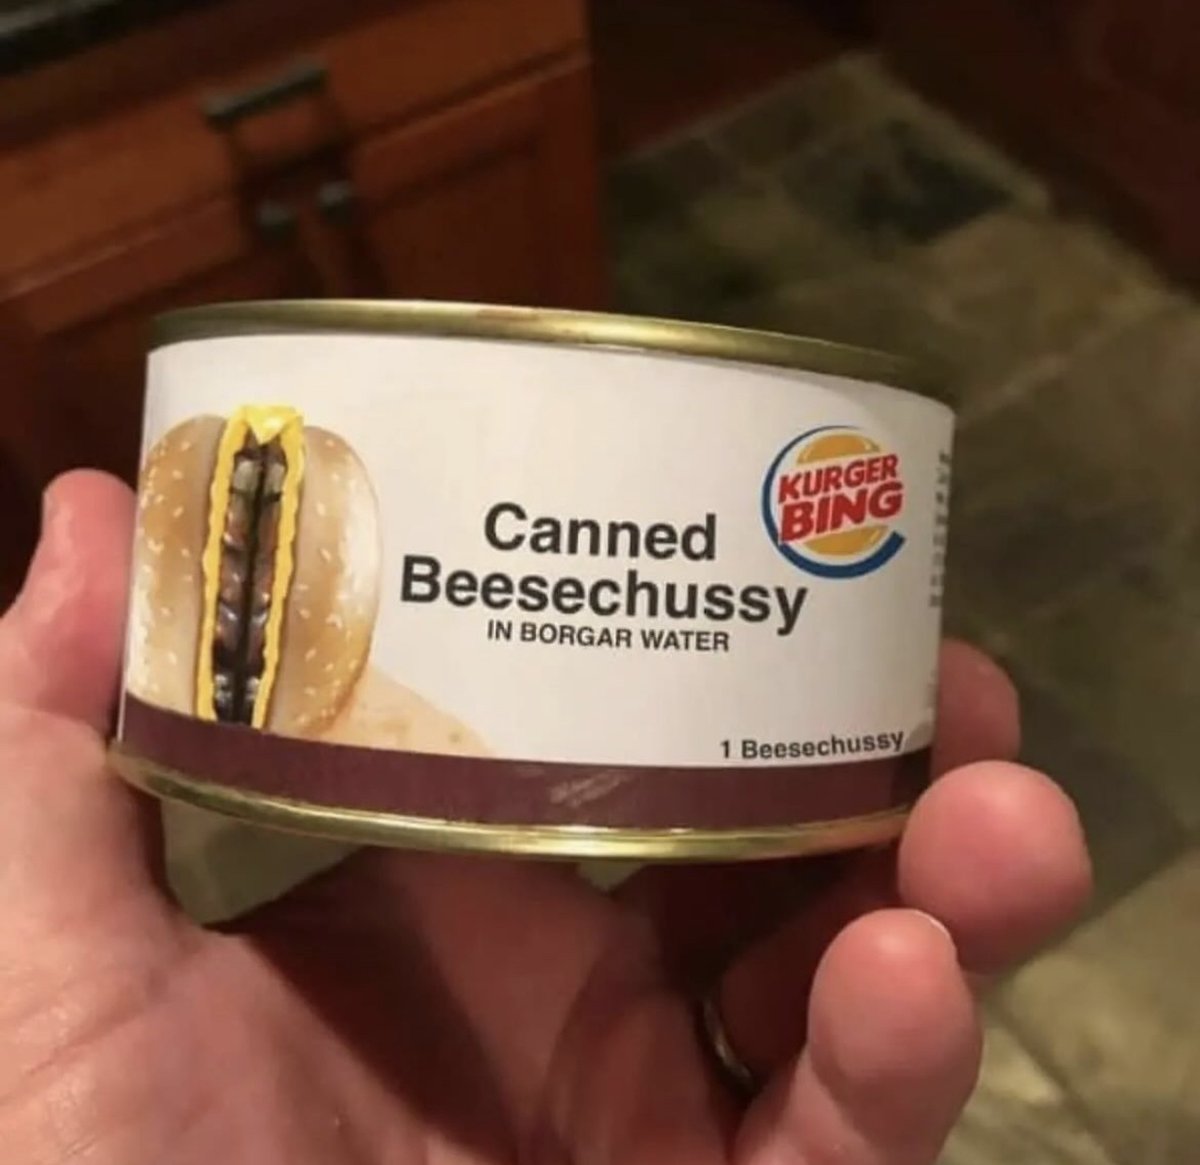 Canned
Beesechussy
IN BORGAR WATER
KURGER
BING
1 Beesechussy